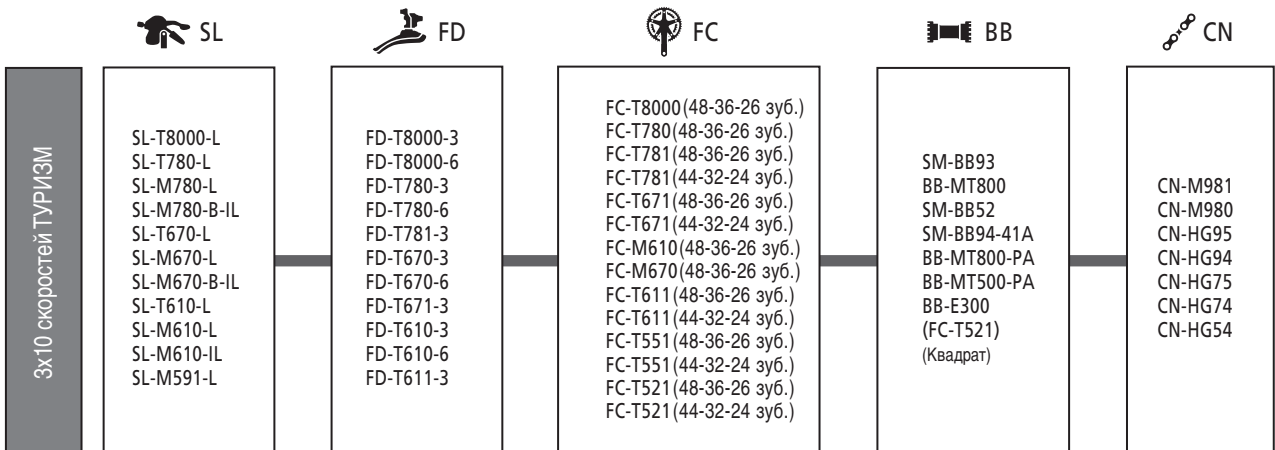 SL
FD
FC
BB
CN
3x10 скоростей ТУРИЗМ
SL-T8000-L
SL-T780-L
SL-M780-L
SL-M780-B-IL
SL-T670-L
SL-M670-L
SL-M670-B-IL
SL-T610-L
SL-M610-L
SL-M610-IL
SL-M591-L
FD-T8000-3
FD-T8000-6
FD-T780-3
FD-T780-6
FD-T781-3
FD-T670-3
FD-T670-6
FD-T671-3
FD-T610-3
FD-T610-6
FD-T611-3
FC-T8000(48-36-26 зуб.)
FC-T780(48-36-26 зуб.)
FC-T781(48-36-26 зуб.)
FC-T781(44-32-24 зуб.)
FC-T671(48-36-26 зуб.)
FC-T671(44-32-24 зуб.)
FC-M610(48-36-26 зуб.)
FC-M670(48-36-26 зуб.)
FC-T611(48-36-26 зуб.)
FC-T611(44-32-24 зуб.)
FC-T551(48-36-26 зуб.)
FC-T551(44-32-24 зуб.)
FC-T521(48-36-26 зуб.)
FC-T521(44-32-24 зуб.)
SM-BB93
BB-MT800
SM-BB52
SM-BB94-41A
BB-MT800-PA
BB-MT500-PA
BB-E300
(FC-T521)
(Квадрат)
CN-M981
CN-M980
CN-HG95
CN-HG94
CN-HG75
CN-HG74
CN-HG54